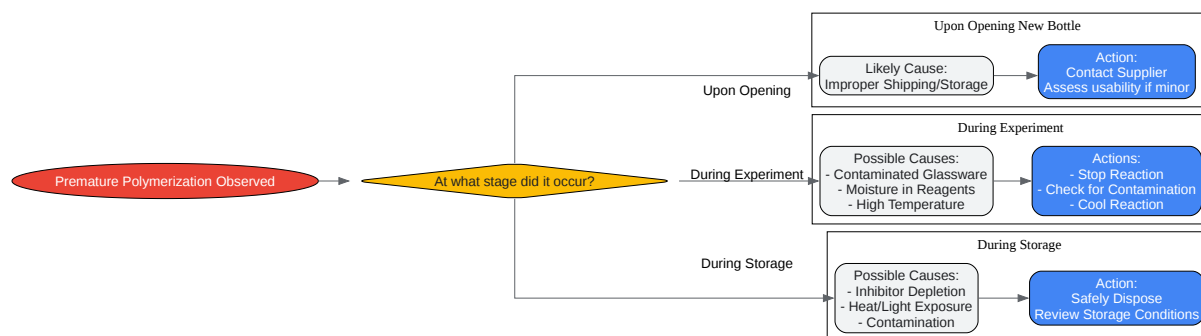 Premature Polymerization Observed
At what stage did it occur?
Upon Opening
Upon Opening New Bottle
Likely Cause:
Improper Shipping/Storage
Action:
Contact Supplier
Assess usability if minor
During Experiment
During Experiment
Possible Causes:
- Contaminated Glassware
- Moisture in Reagents
- High Temperature
Actions:
- Stop Reaction
- Check for Contamination
- Cool Reaction
During Storage
During Storage
Possible Causes:
- Inhibitor Depletion
- Heat/Light Exposure
- Contamination
Action:
Safely Dispose
Review Storage Conditions